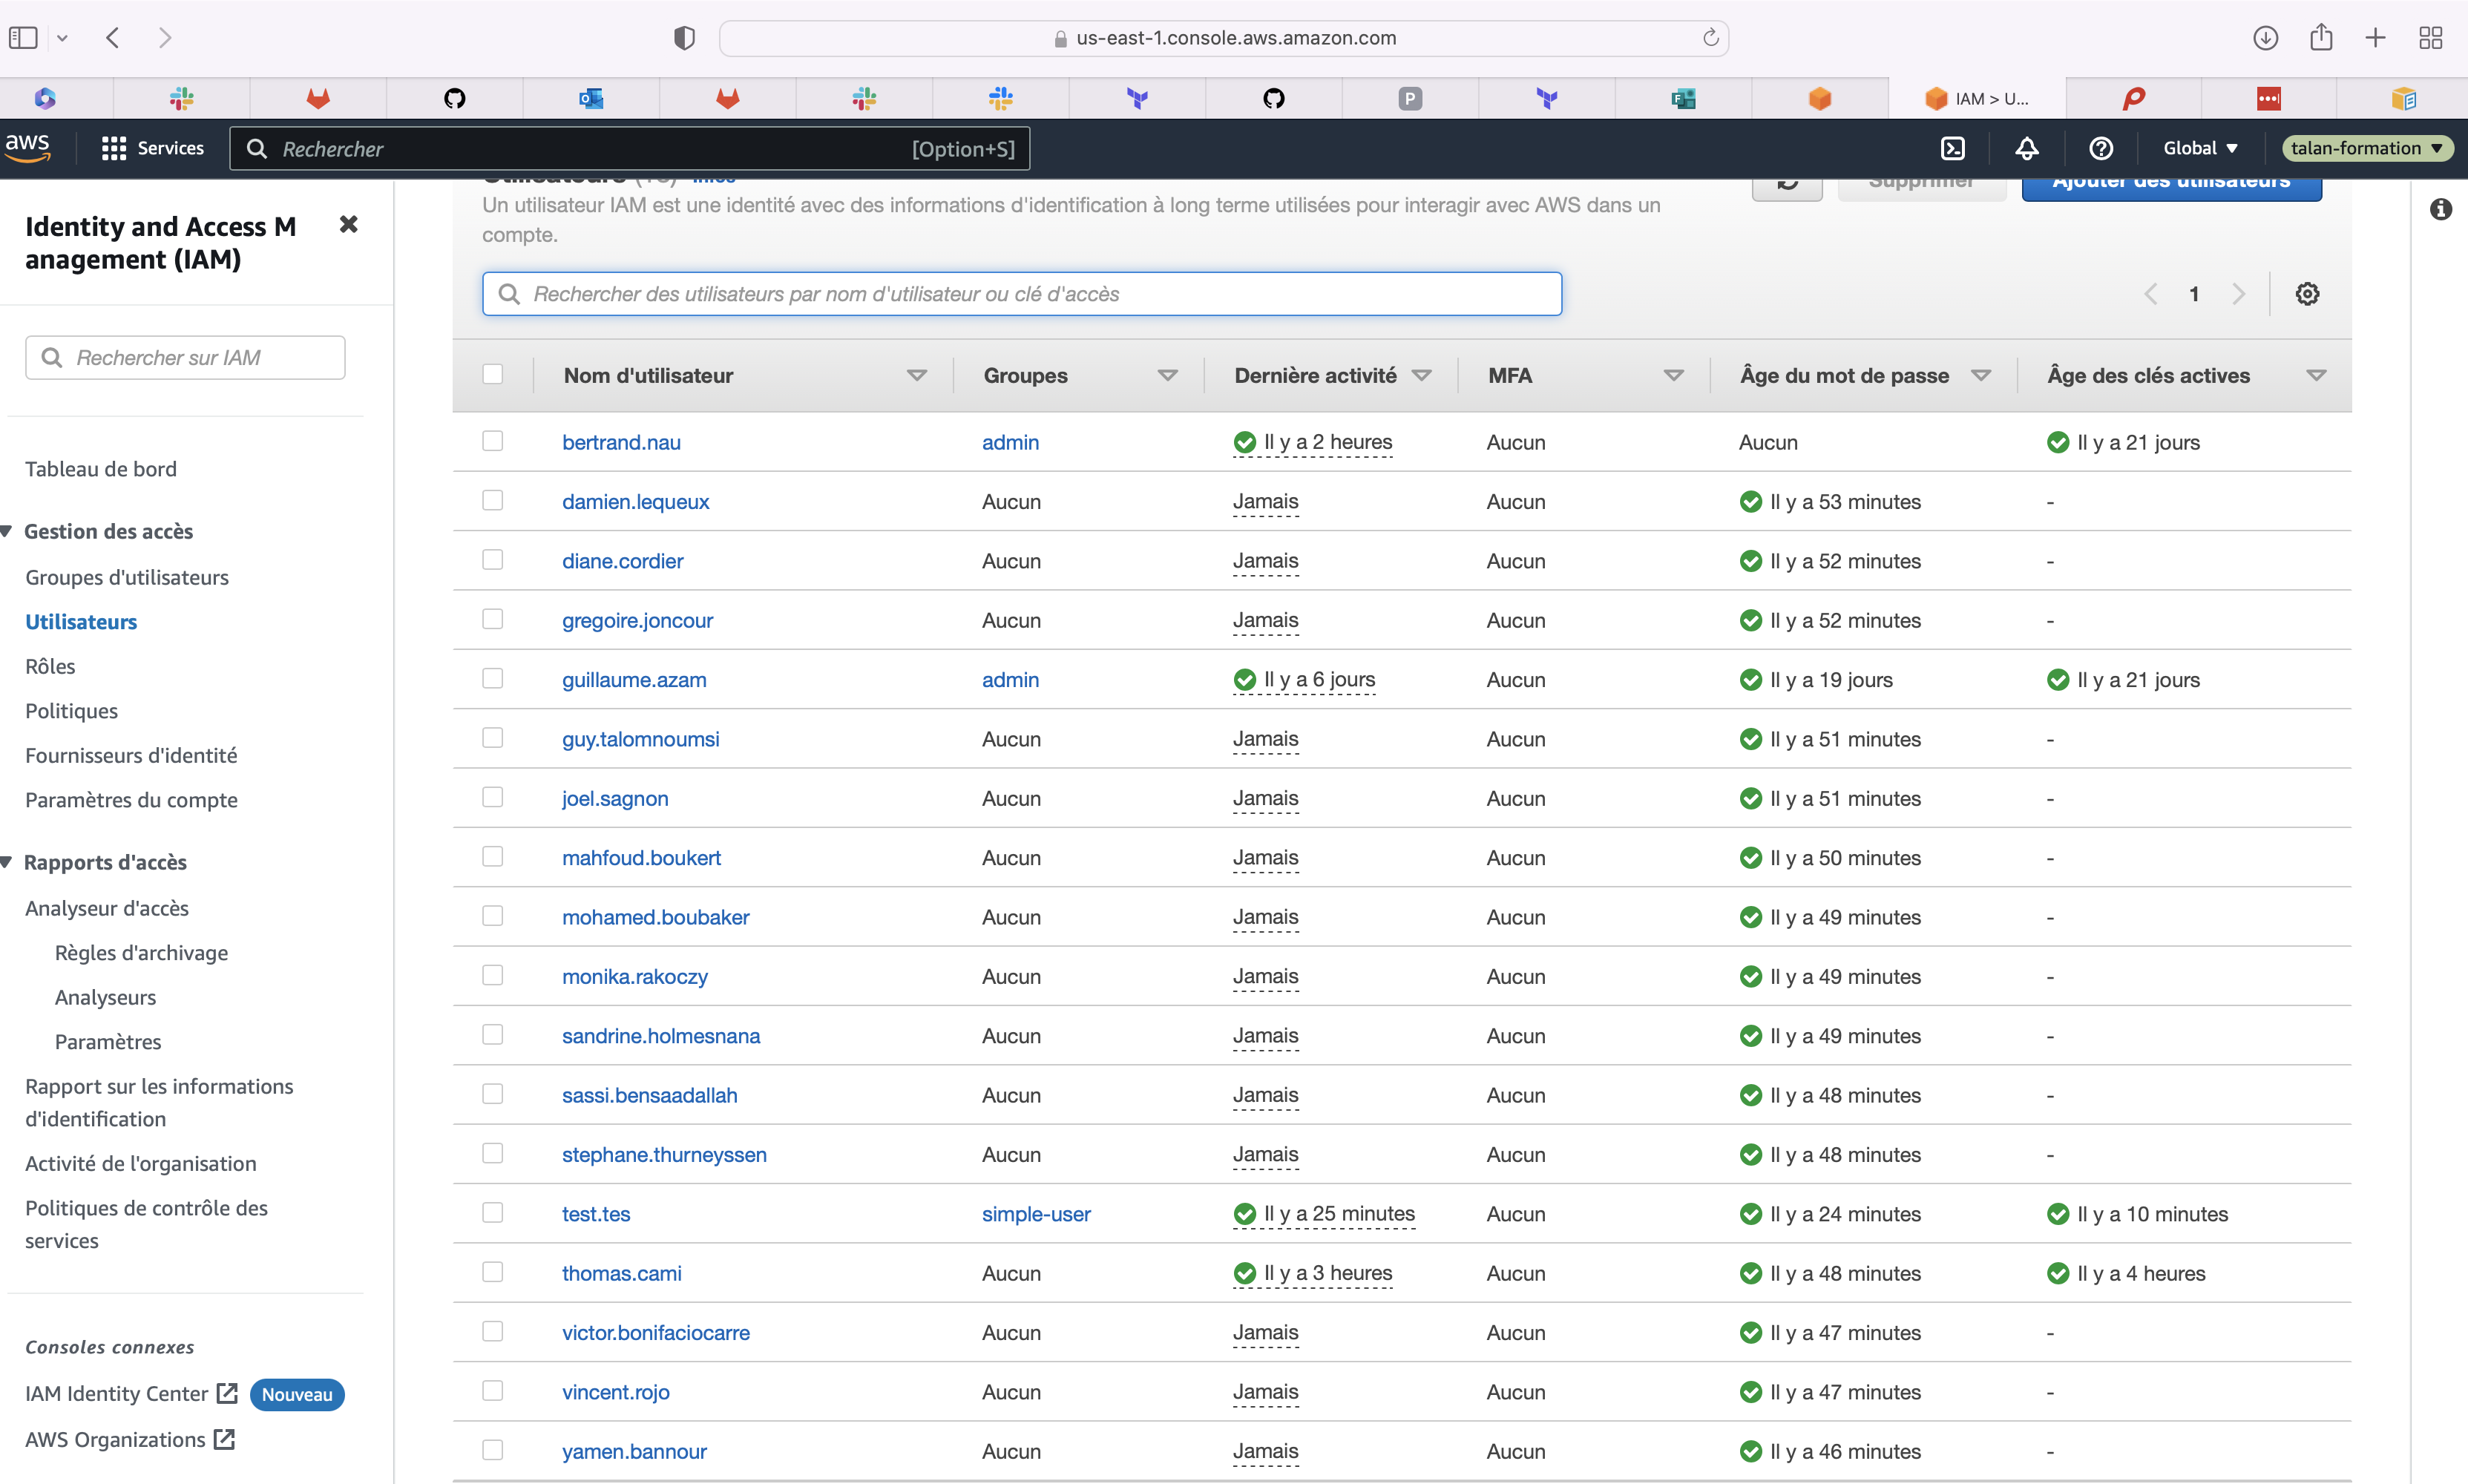 us-east-1.console.aws.amazon.com
IAM > U...
aws
Services
Rechercher
[Option+S]
Global
talan-formation
Identity and Access M
anagement (IAM)
Rechercher sur IAM
Tableau de bord
Gestion des accès
Groupes d'utilisateurs
Utilisateurs
Rôles
Politiques
Fournisseurs d'identité
Paramètres du compte
Rapports d'accès
Analyseur d'accès
Règles d'archivage
Analyseurs
Paramètres
Rapport sur les informations
d'identification
Activité de l'organisation
Politiques de contrôle des
services
Consoles connexes
IAM Identity Center Nouveau
AWS Organizations
Supprimer
Ajouter des utilisateurs
Un utilisateur IAM est une identité avec des informations d'identification à long terme utilisées pour interagir avec AWS dans un
compte.
Rechercher des utilisateurs par nom d'utilisateur ou clé d'accès
1
Nom d'utilisateur Groupes Dernière activité MFA Âge du mot de passe Âge des clés actives
bertrand.nau admin Il y a 2 heures Aucun Aucun Il y a 21 jours
damien.lequeux Aucun Jamais Aucun Il y a 53 minutes -
diane.cordier Aucun Jamais Aucun Il y a 52 minutes -
gregoire.joncour Aucun Jamais Aucun Il y a 52 minutes -
guillaume.azam admin Il y a 6 jours Aucun Il y a 19 jours Il y a 21 jours
guy.talomnoumsi Aucun Jamais Aucun Il y a 51 minutes -
joel.sagnon Aucun Jamais Aucun Il y a 51 minutes -
mahfoud.boukert Aucun Jamais Aucun Il y a 50 minutes -
mohamed.boubaker Aucun Jamais Aucun Il y a 49 minutes -
monika.rakoczy Aucun Jamais Aucun Il y a 49 minutes -
sandrine.holmesnana Aucun Jamais Aucun Il y a 49 minutes -
sassi.bensaadallah Aucun Jamais Aucun Il y a 48 minutes -
stephane.thurneyssen Aucun Jamais Aucun Il y a 48 minutes -
test.tes simple-user Il y a 25 minutes Aucun Il y a 24 minutes Il y a 10 minutes
thomas.cami Aucun Il y a 3 heures Aucun Il y a 48 minutes Il y a 4 heures
victor.bonifaciocarre Aucun Jamais Aucun Il y a 47 minutes -
vincent.rojo Aucun Jamais Aucun Il y a 47 minutes -
yamen.bannour Aucun Jamais Aucun Il y a 46 minutes -